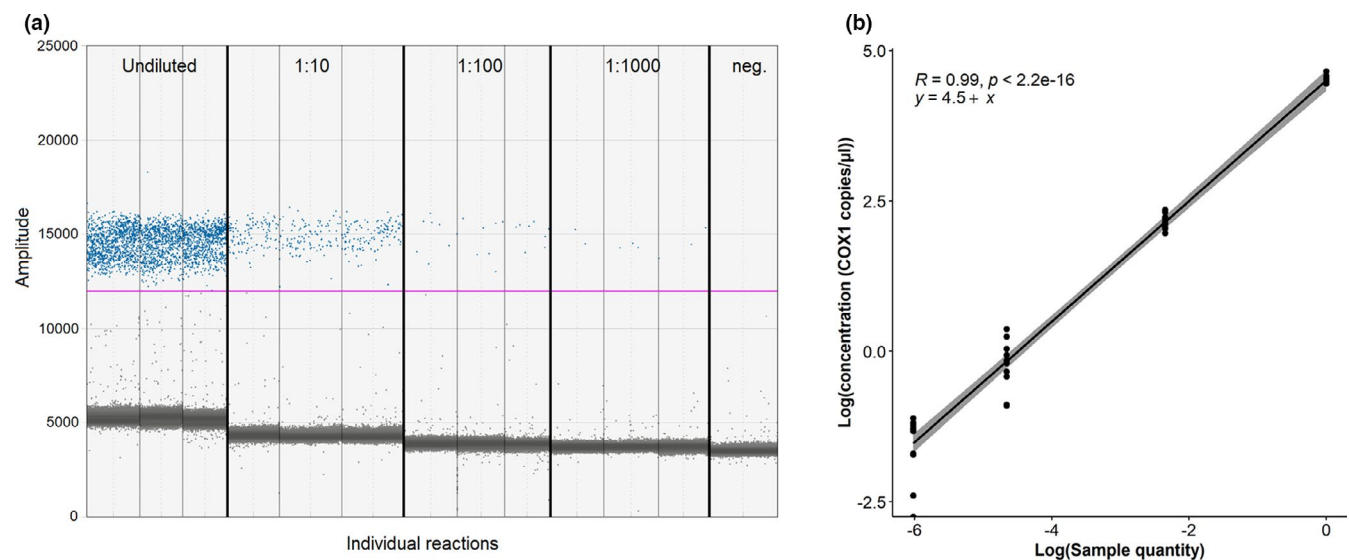 (a)
25000
20000
15000
10000
5000
0
Amplitude
Undiluted
1:10
1:100
1:1000
neg.
Individual reactions
(b)
5.0
2.5
0.0
-2.5
Log(concentration (COX1 copies/µl))
R = 0.99, p < 2.2e-16
y = 4.5 + x
-6
-4
-2
0
Log(Sample quantity)